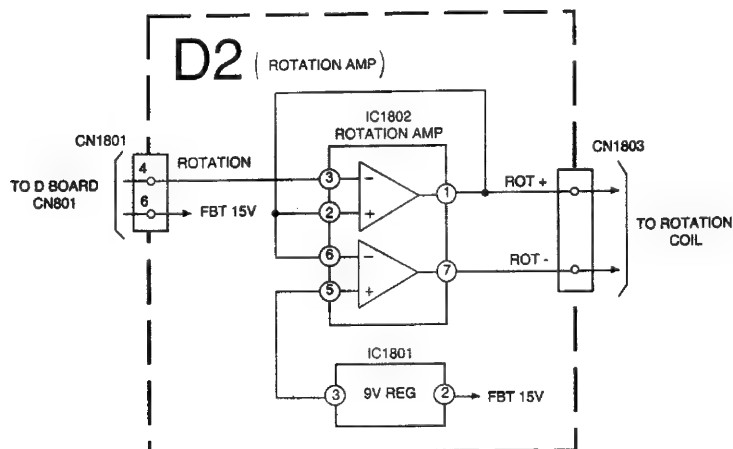 D2 ( ROTATION AMP )
IC1802
ROTATION AMP
CN1801
CN1803
4
ROTATION
3
−
1
ROT +
TO D BOARD
CN801
6
FBT 15V
2
+
TO ROTATION
COIL
6
−
7
ROT -
5
+
IC1801
3
9V REG
2
FBT 15V